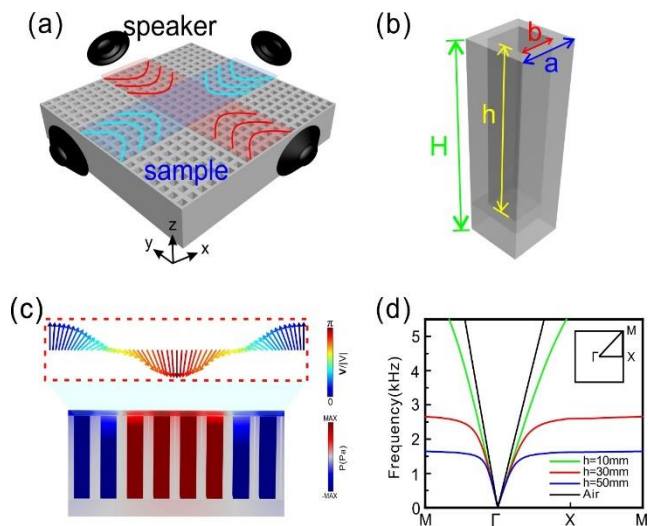 (a)
speaker
sample
z
y
x
(b)
b
a
h
H
(c)
π
V/|V|
0
MAX
P(Pa)
-MAX
(d)
5
4
3
2
1
0
Frequency(kHz)
M
Γ
X
h=10mm
h=30mm
h=50mm
Air
M Γ X M